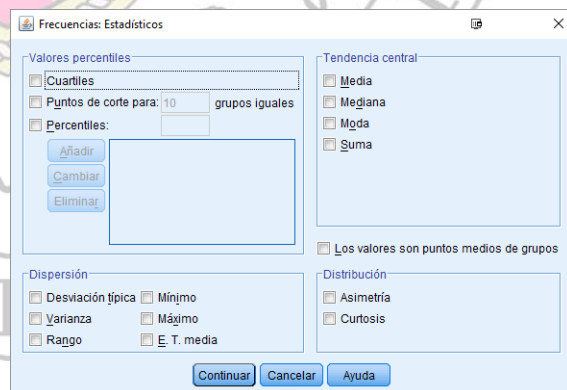 Frecuencias: Estadísticos
Valores percentiles
Cuartiles
Puntos de corte para: 10 grupos iguales
Percentiles:
Añadir
Cambiar
Eliminar
Tendencia central
Media
Mediana
Moda
Suma
Los valores son puntos medios de grupos
Dispersión
Desviación típica Mínimo
Varianza Máximo
Rango E. T. media
Distribución
Asimetría
Curtosis
Continuar Cancelar Ayuda